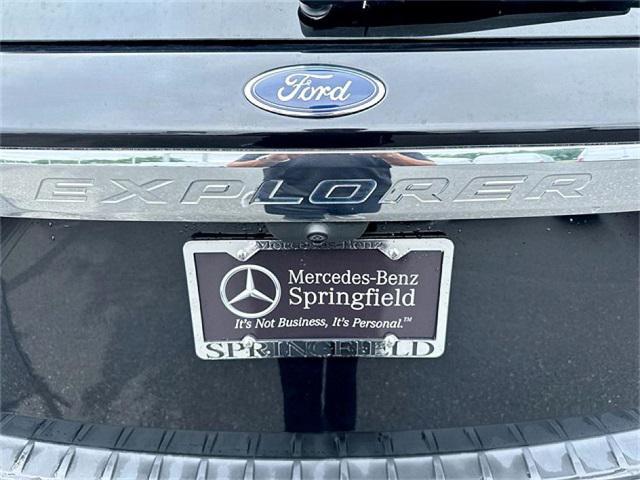 Ford
EXPLORER
Mercedes-Benz
Mercedes-Benz
Springfield
It's Not Business, It's Personal.™
SPRINGFIELD